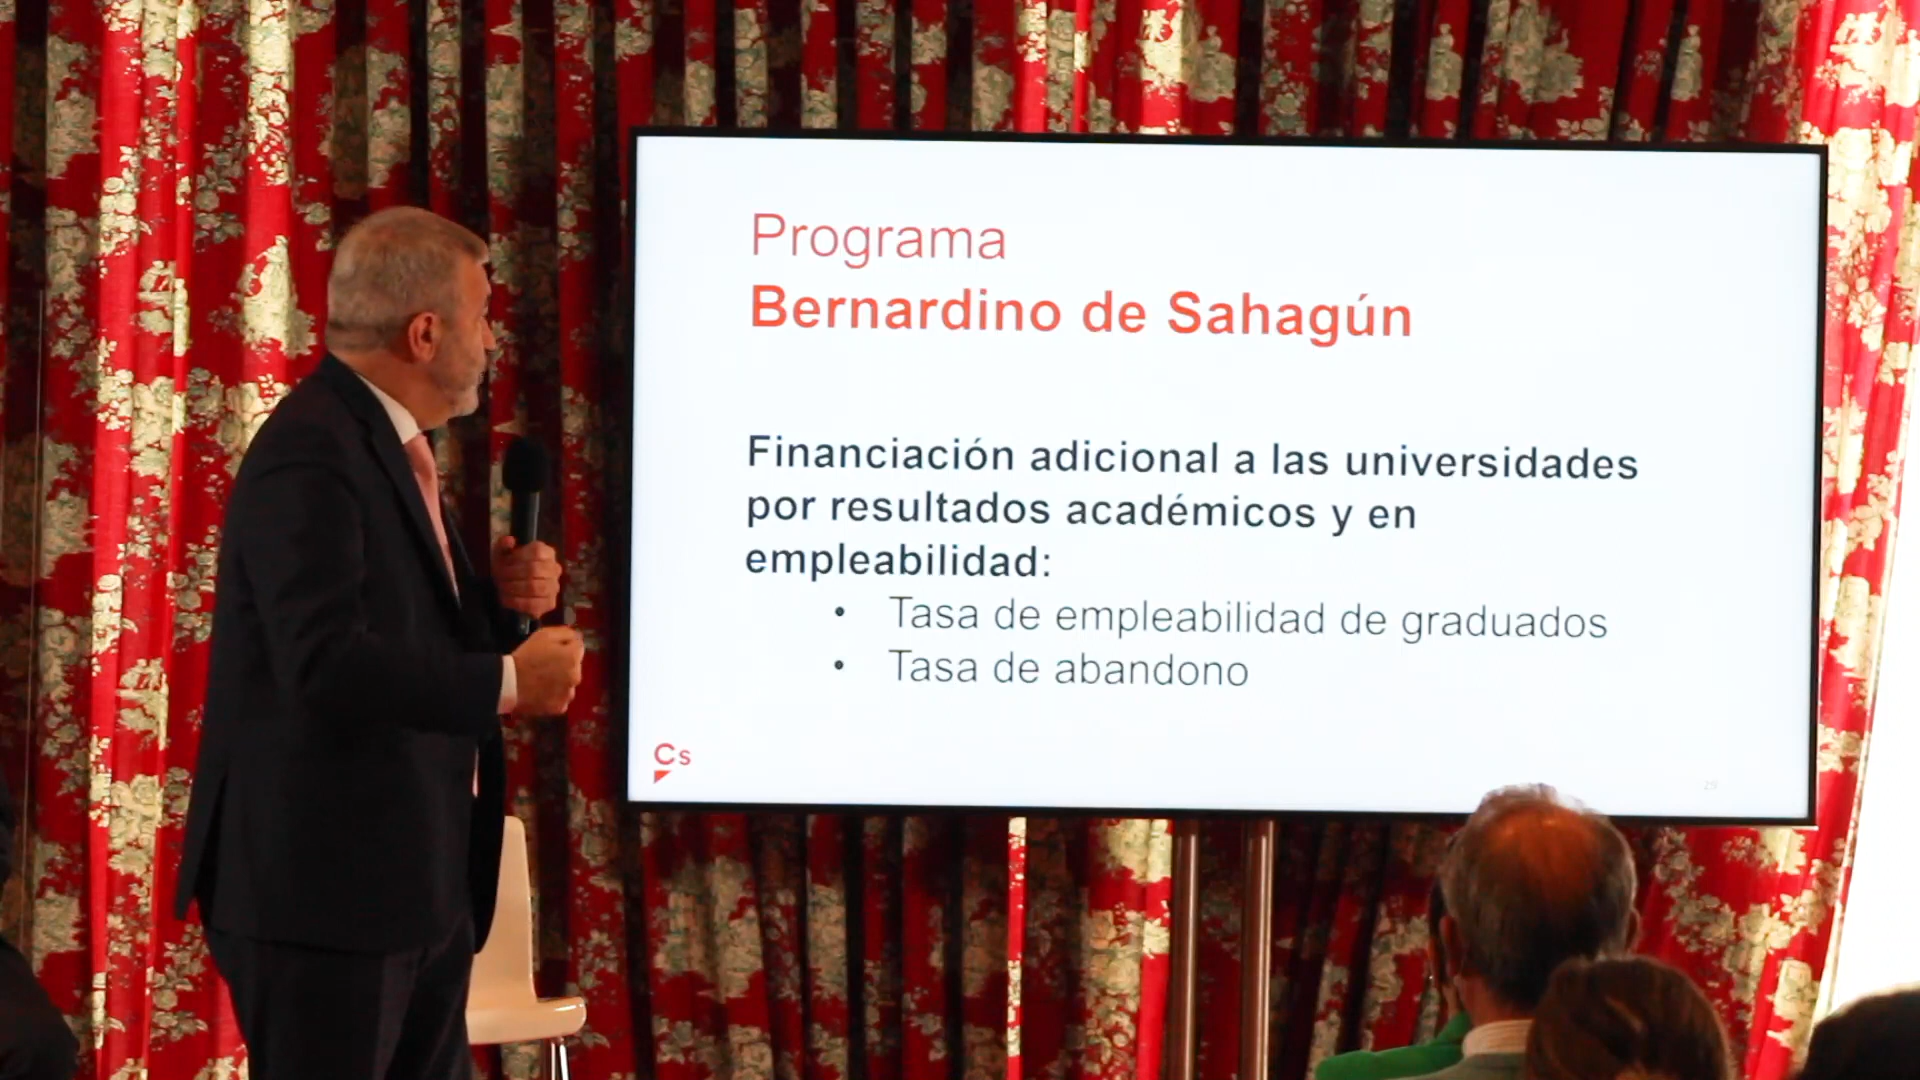 Programa
Bernardino de Sahagún
Financiación adicional a las universidades
por resultados académicos y en
empleabilidad:
• Tasa de empleabilidad de graduados
• Tasa de abandono
Cs